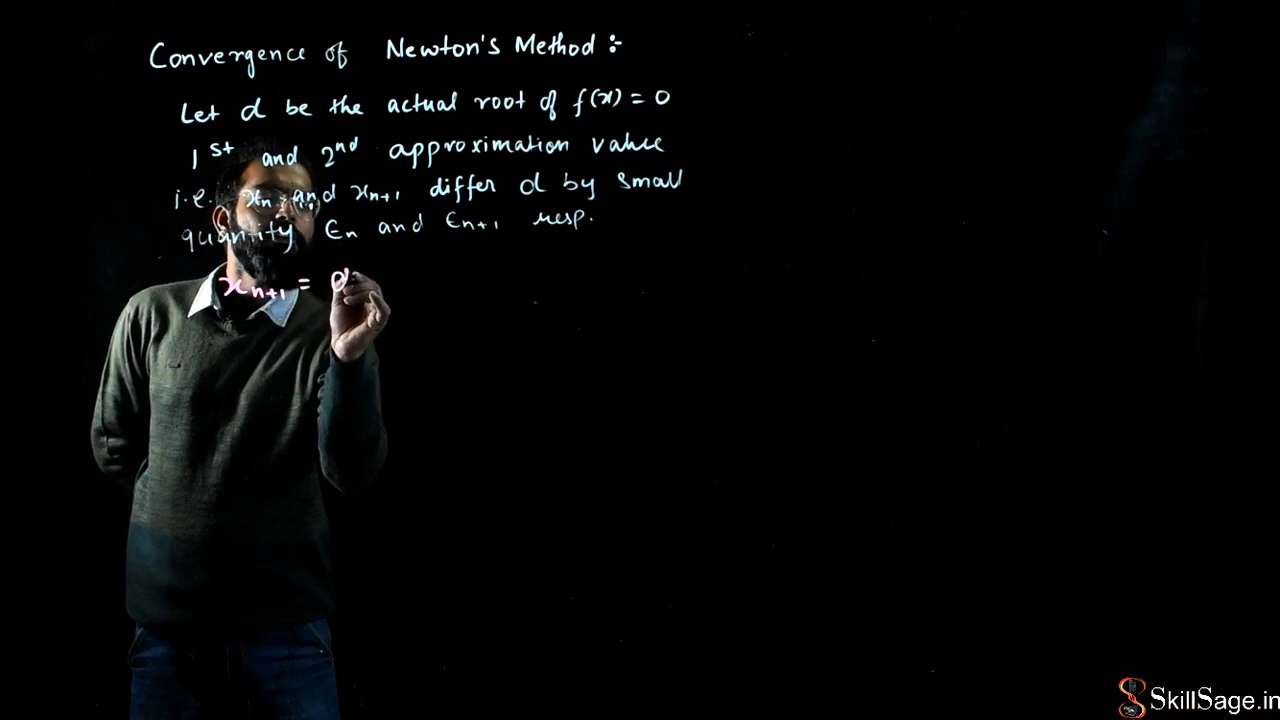 Convergence of Newton's Method :-
Let α be the actual root of f(x) = 0
1st and 2nd approximation value
i.e. xn and xn+1 differ α by small
quantity ϵn and ϵn+1 resp.
xn+1 = α
SkillSage.in